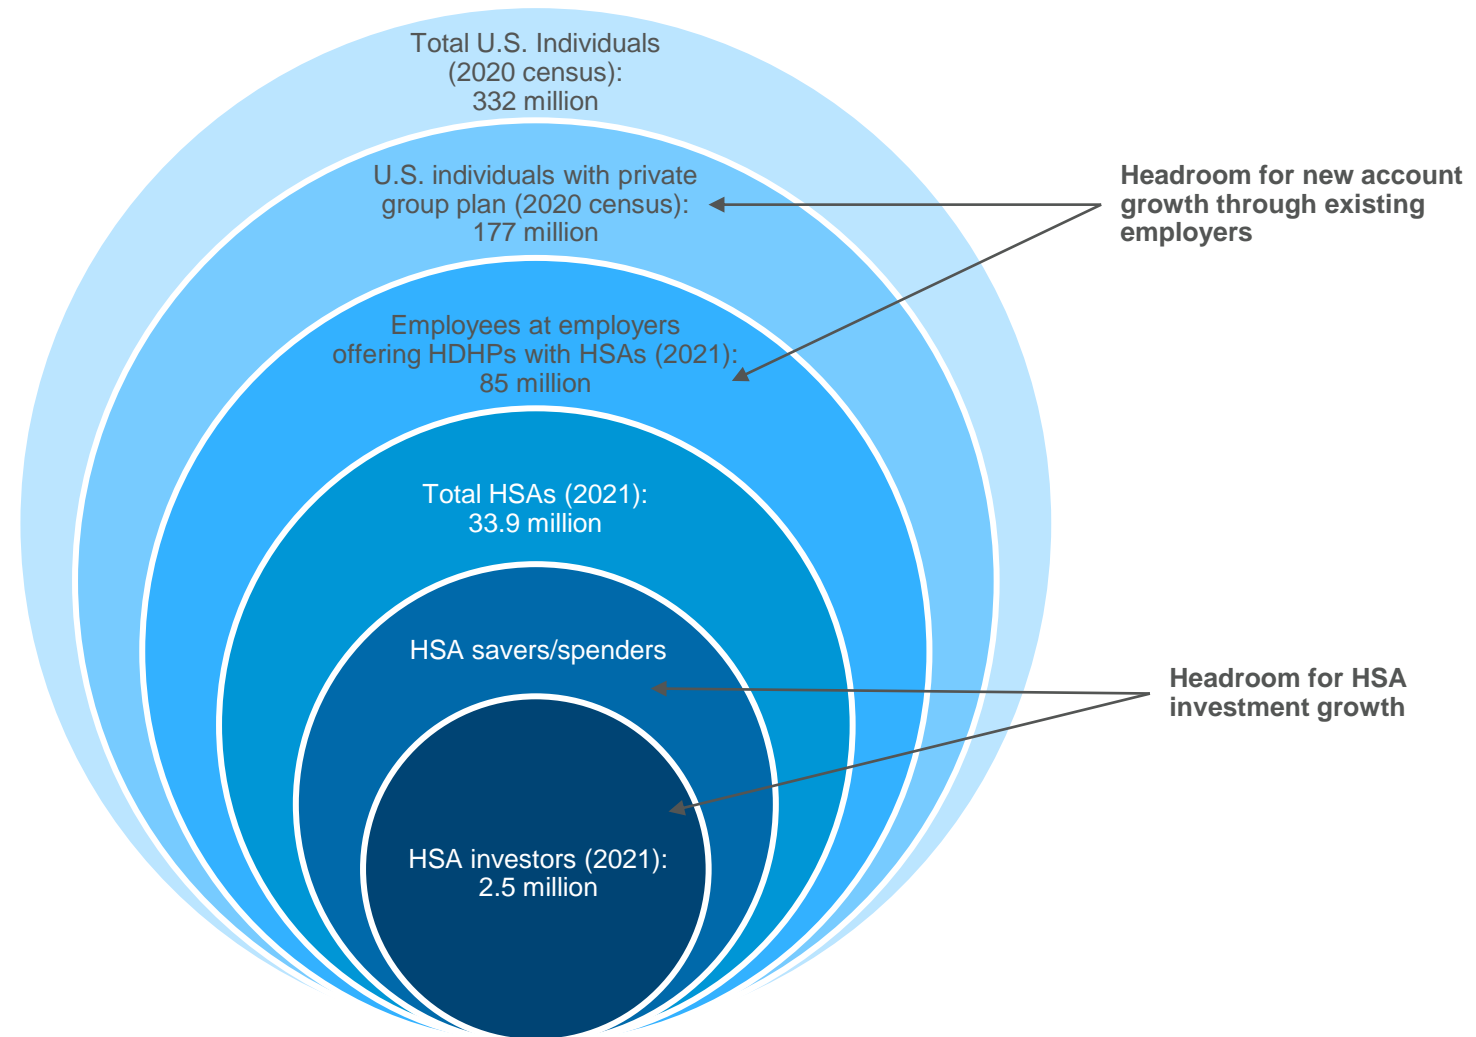 Total U.S. Individuals
(2020 census):
332 million
U.S. individuals with private
group plan (2020 census):
177 million
Headroom for new account
growth through existing
employers
Employees at employers
offering HDHPs with HSAs (2021):
85 million
Total HSAs (2021):
33.9 million
HSA savers/spenders
Headroom for HSA
investment growth
HSA investors (2021):
2.5 million